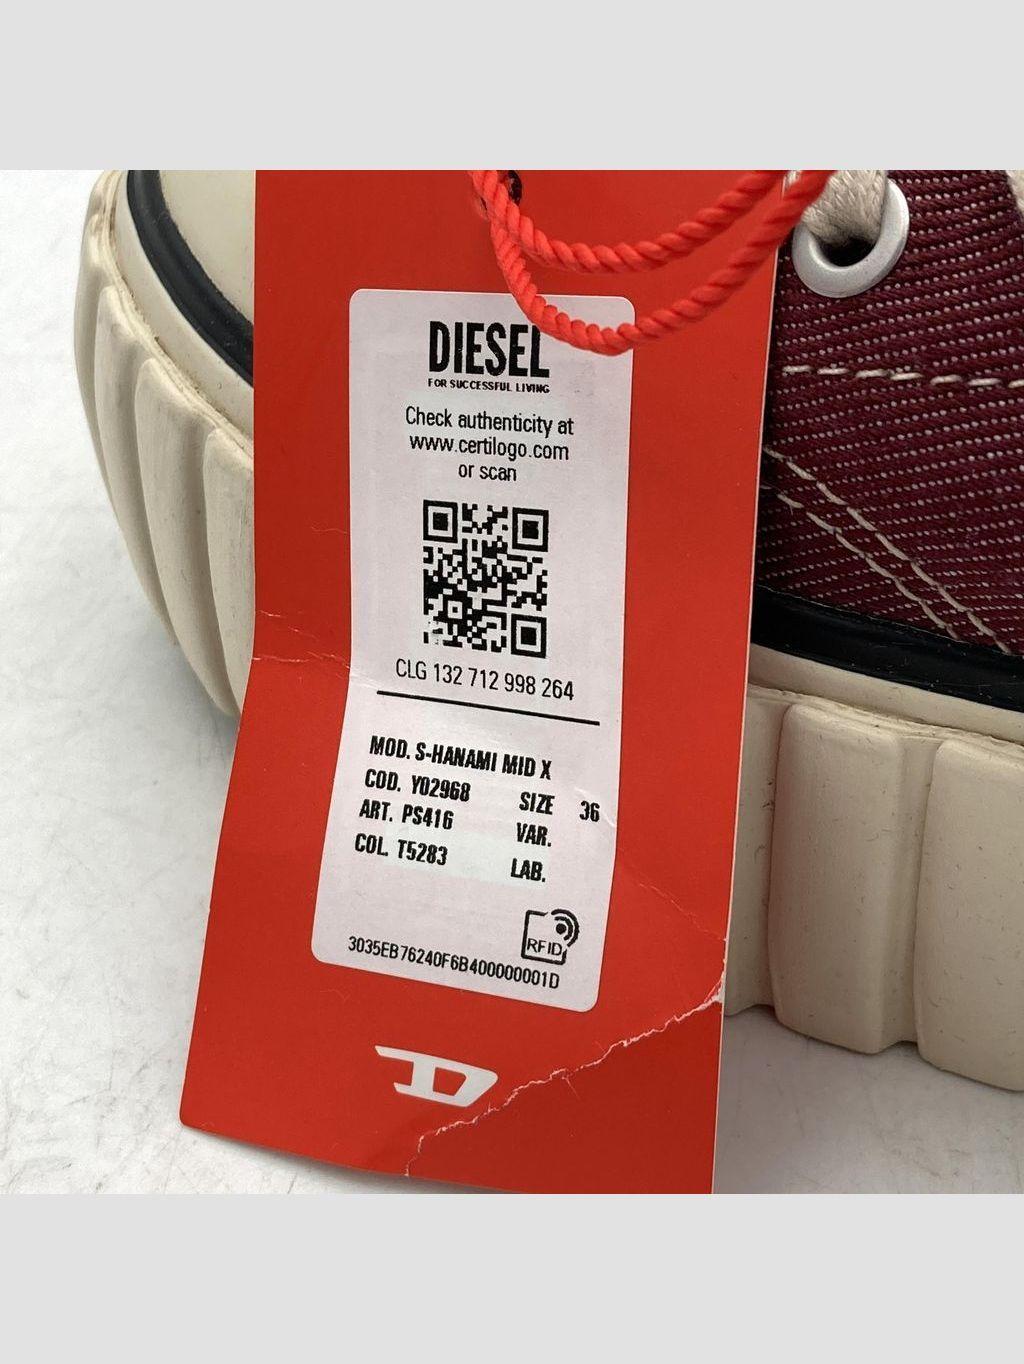 DIESEL
FOR SUCCESSFUL LIVING
Check authenticity at
www.certilogo.com
or scan
CLG 132 712 998 264
MOD. S-HANAMI MID X
COD. Y02968 SIZE 36
ART. PS416 VAR.
COL. T5283 LAB.
RFID
3035EB76240F6B400000001D
D